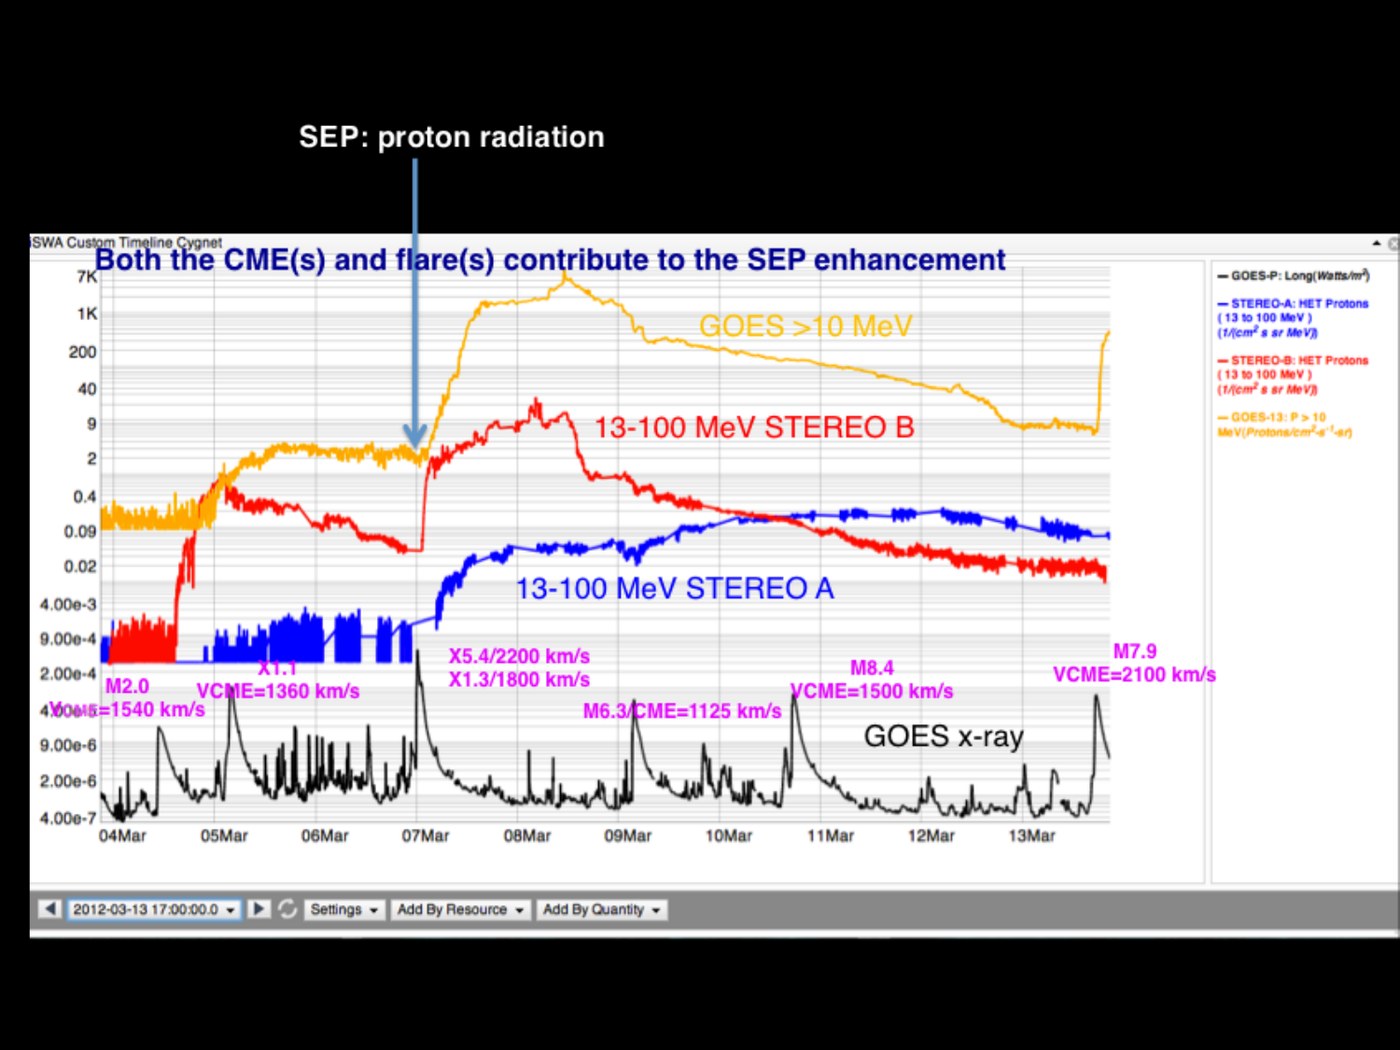 SEP: proton radiation
iSWA Custom Timeline Cygnet
Both the CME(s) and flare(s) contribute to the SEP enhancement
7K
1K
200
40
9
2
0.4
0.09
0.02
4.00e-3
9.00e-4
2.00e-4
9.00e-6
2.00e-6
4.00e-7
GOES >10 MeV
13-100 MeV STEREO B
13-100 MeV STEREO A
M2.0
=1540 km/s
X1.1
VCME=1360 km/s
X5.4/2200 km/s
X1.3/1800 km/s
M6.3/CME=1125 km/s
M8.4
VCME=1500 km/s
M7.9
VCME=2100 km/s
GOES x-ray
04Mar 05Mar 06Mar 07Mar 08Mar 09Mar 10Mar 11Mar 12Mar 13Mar
GOES-P: Long(Watts/m²)
STEREO-A: HET Protons
( 13 to 100 MeV )
(1/(cm² s sr MeV))
STEREO-B: HET Protons
( 13 to 100 MeV )
(1/(cm² s sr MeV))
GOES-13: P > 10
MeV(Protons/cm²-s⁻¹-sr)
2012-03-13 17:00:00.0 Settings Add By Resource Add By Quantity